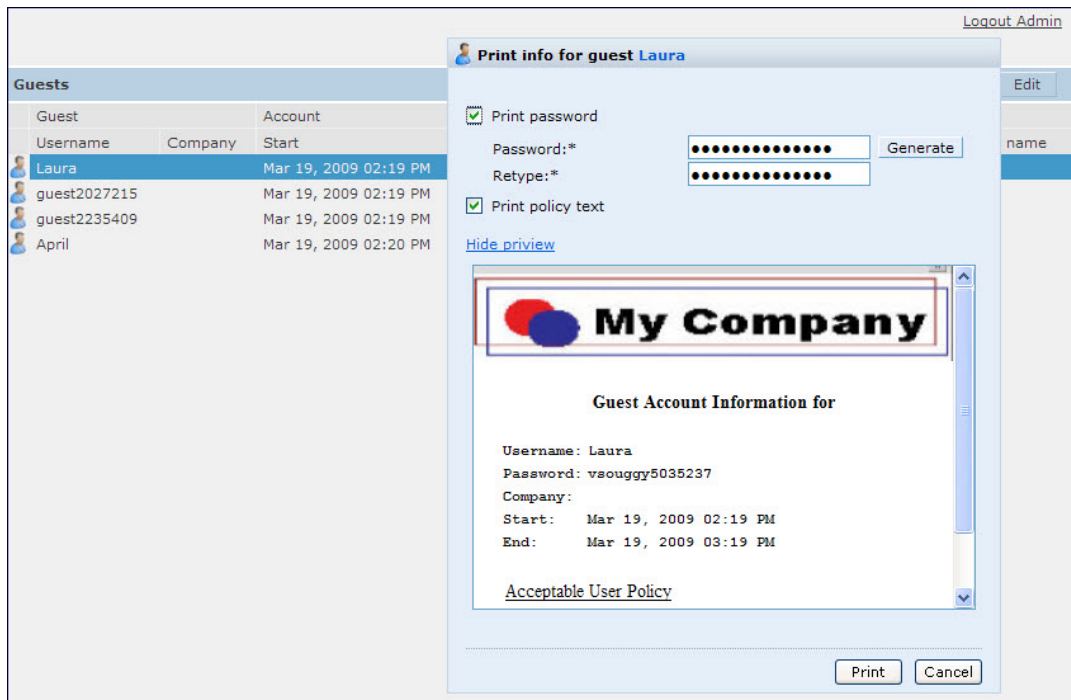 Logout Admin
Print info for guest Laura
Guests
Edit
Guest Account
Username Company Start name
Laura Mar 19, 2009 02:19 PM
guest2027215 Mar 19, 2009 02:19 PM
guest2235409 Mar 19, 2009 02:19 PM
April Mar 19, 2009 02:20 PM
Print password
Password:* •••••••••••••• Generate
Retype:* ••••••••••••••
Print policy text
Hide priview
My Company
Guest Account Information for
Username: Laura
Password: vsouggy5035237
Company:
Start: Mar 19, 2009 02:19 PM
End: Mar 19, 2009 03:19 PM
Acceptable User Policy
Print Cancel